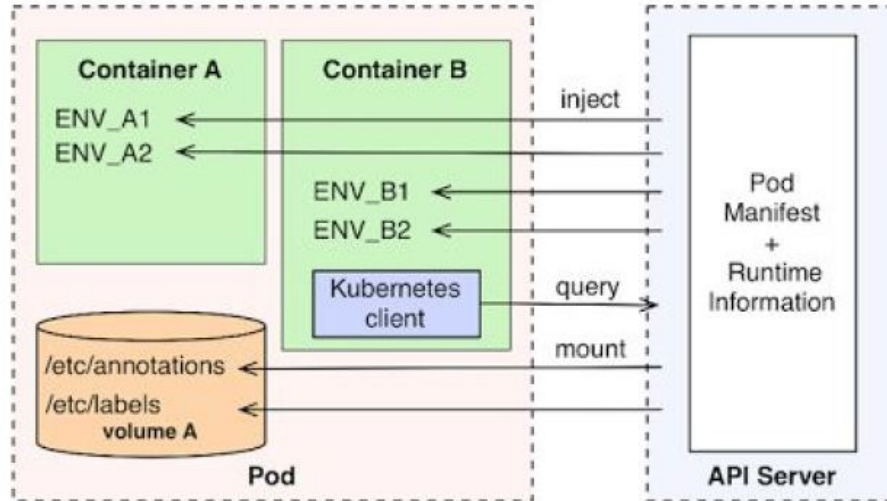 Container A
ENV_A1
ENV_A2
Container B
ENV_B1
ENV_B2
Kubernetes
client
/etc/annotations
/etc/labels
volume A
Pod
inject
query
mount
Pod
Manifest
+
Runtime
Information
API Server